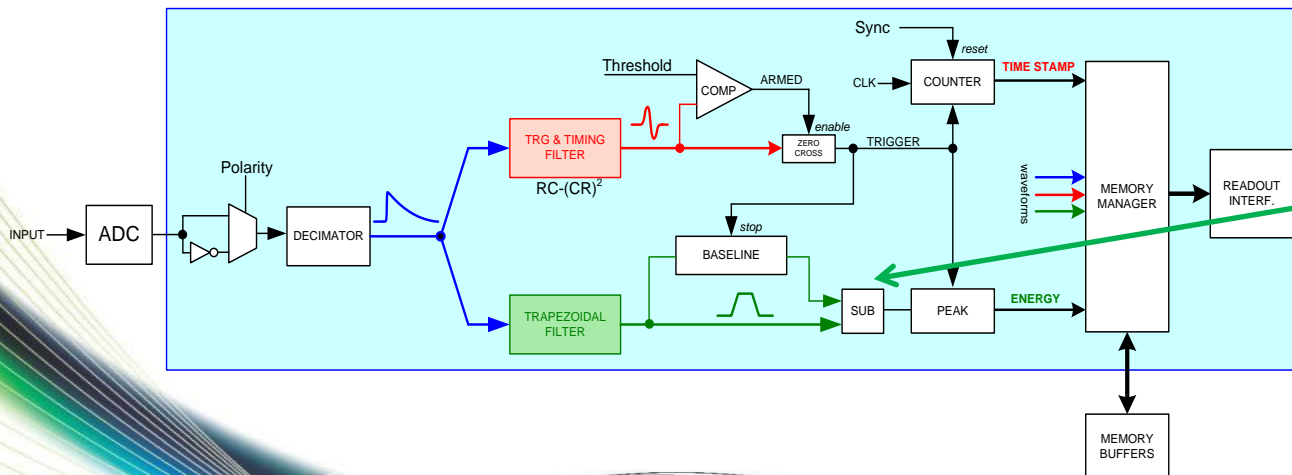 Sync
reset
Threshold
ARMED
COMP
CLK
COUNTER
TIME STAMP
enable
TRG & TIMING
FILTER
RC-(CR)²
ZERO
CROSS
TRIGGER
Polarity
waveforms
MEMORY
MANAGER
READOUT
INTERF.
INPUT
ADC
DECIMATOR
stop
BASELINE
TRAPEZOIDAL
FILTER
SUB
PEAK
ENERGY
MEMORY
BUFFERS